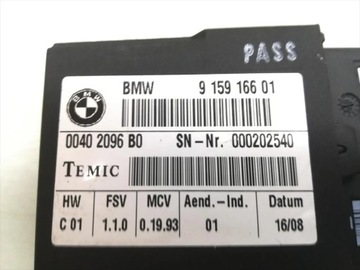 PASS
BMW 9 159 166 01
BMW
0040 2096 B0 SN-Nr. 000202540
TEMIC
HW FSV MCV Aend.-Ind. Datum
C 01 1.1.0 0.19.93 01 16/08